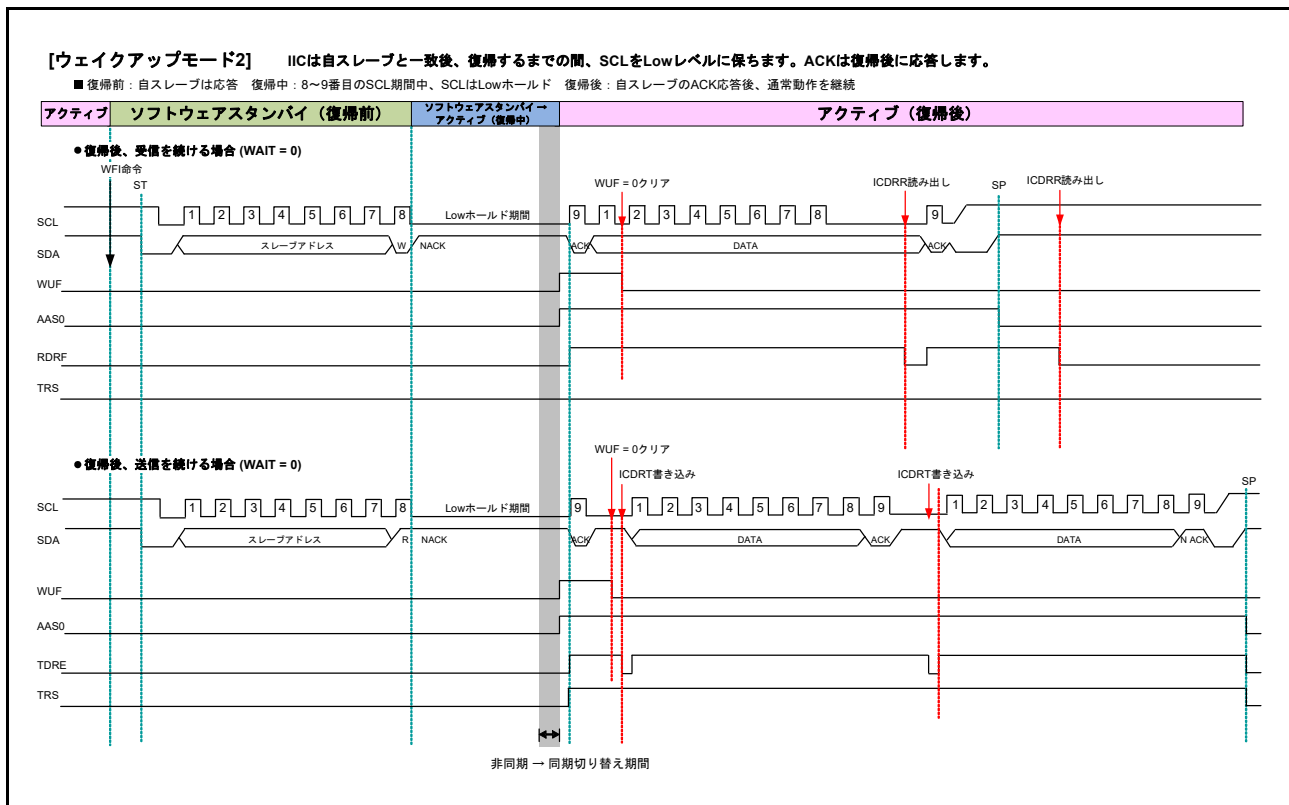 [ウェイクアップモード2] IICは自スレーブと一致後、復帰するまでの間、SCLをLowレベルに保ちます。ACKは復帰後に応答します。
■ 復帰前：自スレーブは応答 復帰中：8～9番目のSCL期間中、SCLはLowホールド 復帰後：自スレーブのACK応答後、通常動作を継続
アクティブ ソフトウェアスタンバイ（復帰前） ソフトウェアスタンバイ→ アクティブ（復帰後）
アクティブ（復帰中）
● 復帰後、受信を続ける場合 (WAIT = 0)
WFI命令
ST WUF = 0クリア ICDRR読み出し SP ICDRR読み出し
SCL 1 2 3 4 5 6 7 8 Lowホールド期間 9 1 2 3 4 5 6 7 8 9
SDA スレーブアドレス W NACK ACK DATA ACK
WUF
AAS0
RDRF
TRS
WUF = 0クリア
● 復帰後、送信を続ける場合 (WAIT = 0)
ICDRT書き込み ICDRT書き込み SP
SCL 1 2 3 4 5 6 7 8 Lowホールド期間 9 1 2 3 4 5 6 7 8 9 1 2 3 4 5 6 7 8 9
SDA スレーブアドレス R NACK ACK DATA ACK DATA N ACK
WUF
AAS0
TDRE
TRS
非同期 → 同期切り替え期間